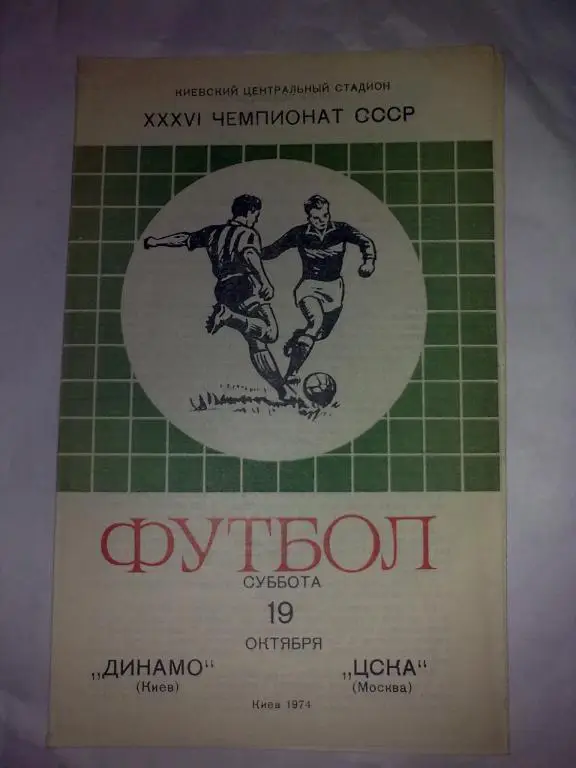 КИЕВСКИЙ ЦЕНТРАЛЬНЫЙ СТАДИОН
XXXVI ЧЕМПИОНАТ СССР
ФУТБОЛ
СУББОТА
19
ОКТЯБРЯ
„ДИНАМО“ „ЦСКА“
(Киев) (Москва)
Киев 1974